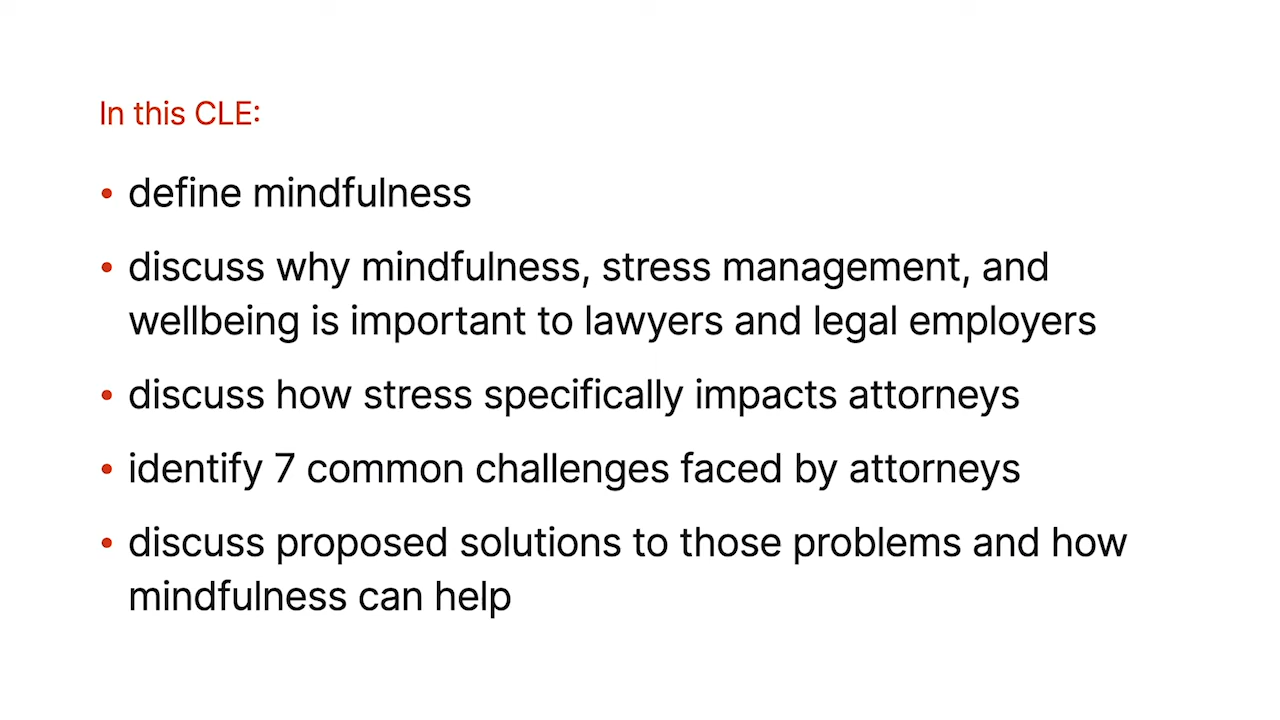 In this CLE:
• define mindfulness
• discuss why mindfulness, stress management, and
wellbeing is important to lawyers and legal employers
• discuss how stress specifically impacts attorneys
• identify 7 common challenges faced by attorneys
• discuss proposed solutions to those problems and how
mindfulness can help